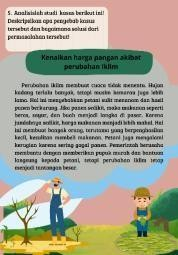 5. Analisislah studi kasus berikut ini!
Deskripsikan apa penyebab kasus
tersebut dan bagaimana solusi dari
permasalahan tersebut!
Kenaikan harga pangan akibat
perubahan iklim
Perubahan iklim membuat cuaca tidak menentu. Hujan
kadang terlalu banyak, tetapi musim kemarau juga lebih
lama. Hal ini menyebabkan petani sulit menanam dan hasil
panen berkurang. Jika panen sedikit, maka makanan seperti
beras, sayur, dan buah menjadi langka di pasar. Karena
jumlahnya sedikit, harga makanan menjadi lebih mahal. Hal
ini membuat banyak orang, terutama yang berpenghasilan
kecil, kesulitan membeli makanan. Petani juga mengalami
kerugian karena sering gagal panen. Pemerintah berusaha
membantu dengan memberikan pupuk murah dan bantuan
langsung kepada petani, tetapi perubahan iklim tetap
menjadi tantangan besar.